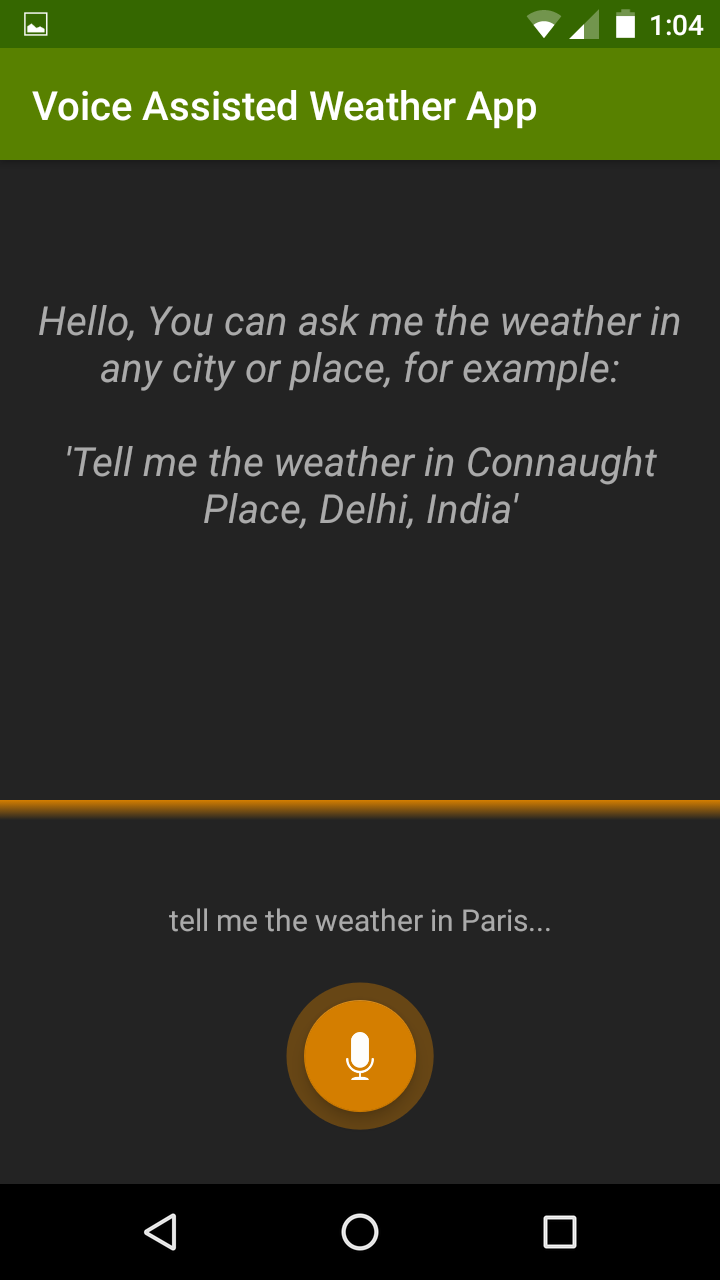 1:04
Voice Assisted Weather App
Hello, You can ask me the weather in
any city or place, for example:
'Tell me the weather in Connaught
Place, Delhi, India'
tell me the weather in Paris...